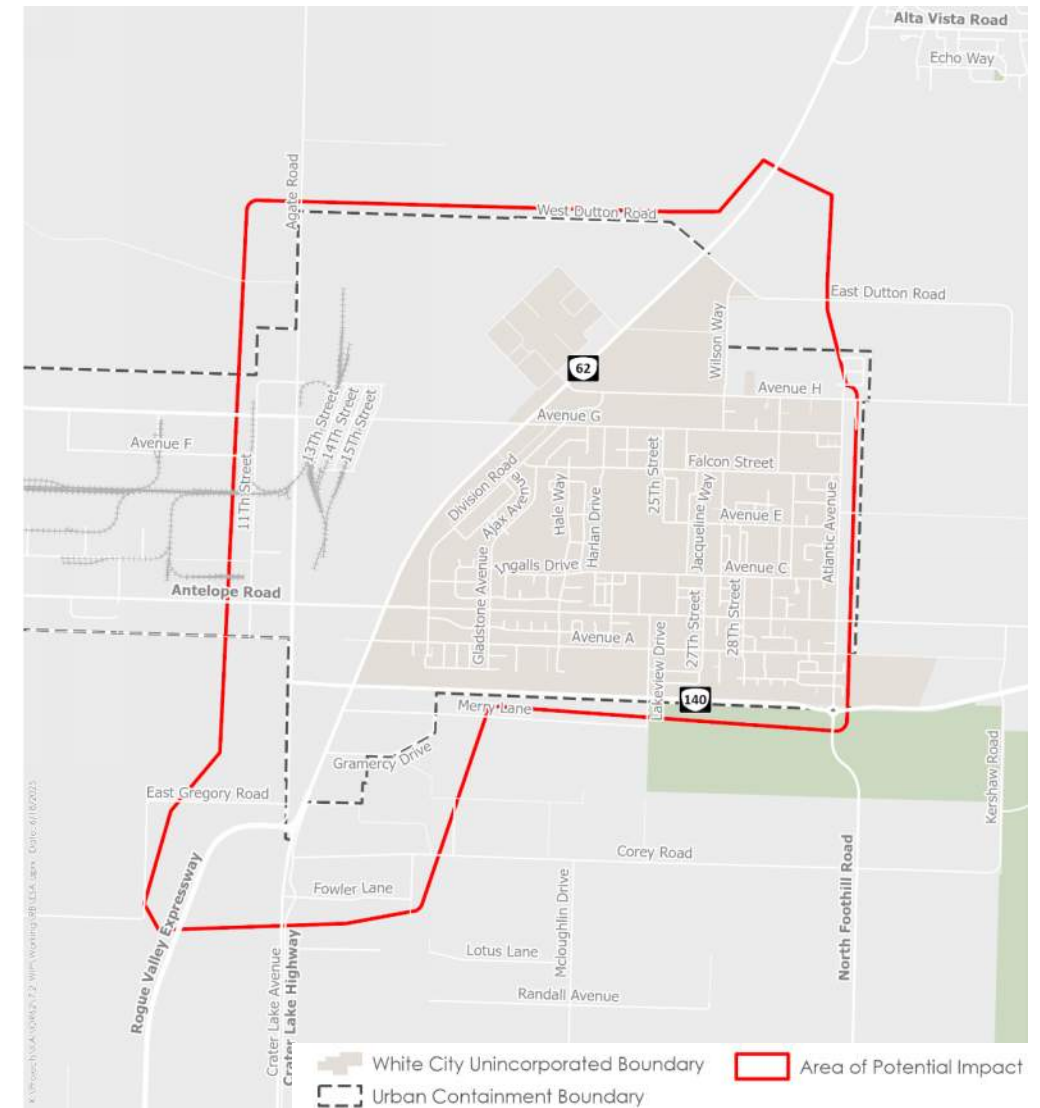 Alta Vista Road
Echo Way
Agate Road
West Dutton Road
East Dutton Road
Wilson Way
62
Avenue H
Avenue G
Avenue F
13Th Street
14Th Street
15Th Street
11Th Street
Division Road
Ajax Avenue
Hale Way
Harlan Drive
25Th Street
Falcon Street
Jacqueline Way
Avenue E
Atlantic Avenue
Ingalls Drive
Avenue C
Antelope Road
Gladstone Avenue
Avenue A
Lakeview Drive
27Th Street
28Th Street
140
Merry Lane
Gramercy Drive
East Gregory Road
Kershaw Road
Corey Road
Fowler Lane
Mcloughlin Drive
North Foothill Road
Rogue Valley Expressway
Lotus Lane
Randall Avenue
Crater Lake Avenue
Crater Lake Highway
White City Unincorporated Boundary
Area of Potential Impact
Urban Containment Boundary